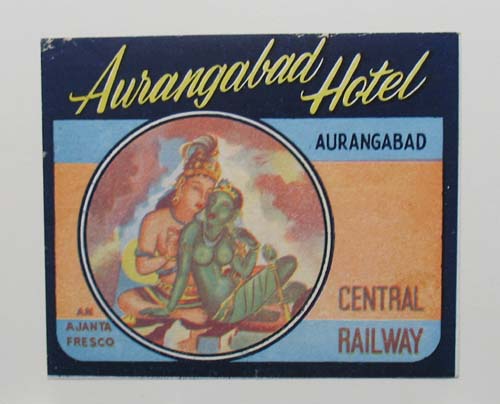 Aurangabad Hotel
AURANGABAD
CENTRAL
RAILWAY
AN
AJANTA
FRESCO